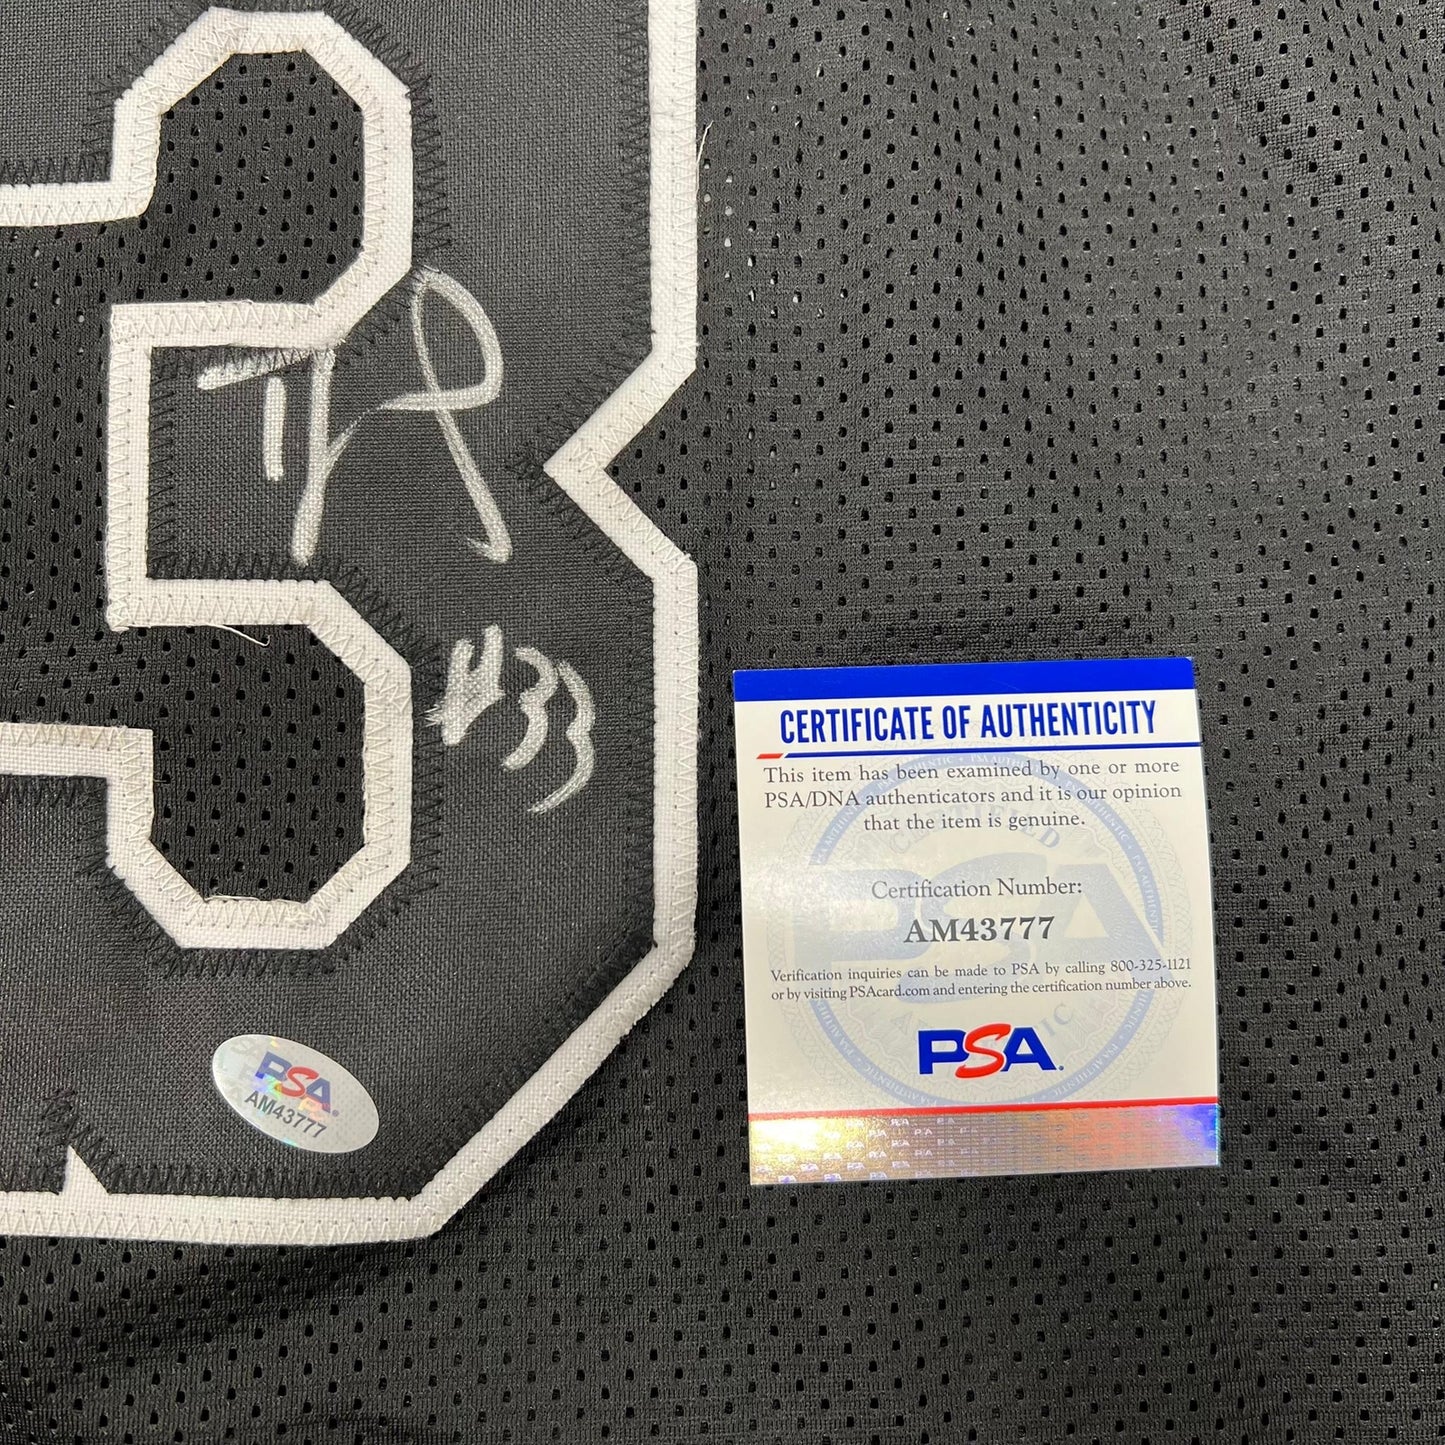 3
#33
PSA
AM43777
CERTIFICATE OF AUTHENTICITY
This item has been examined by one or more
PSA/DNA authenticators and it is our opinion
that the item is genuine.
Certification Number:
AM43777
Verification inquiries can be made to PSA by calling 800-325-1121
or by visiting PSAcard.com and entering the certification number above.
PSA